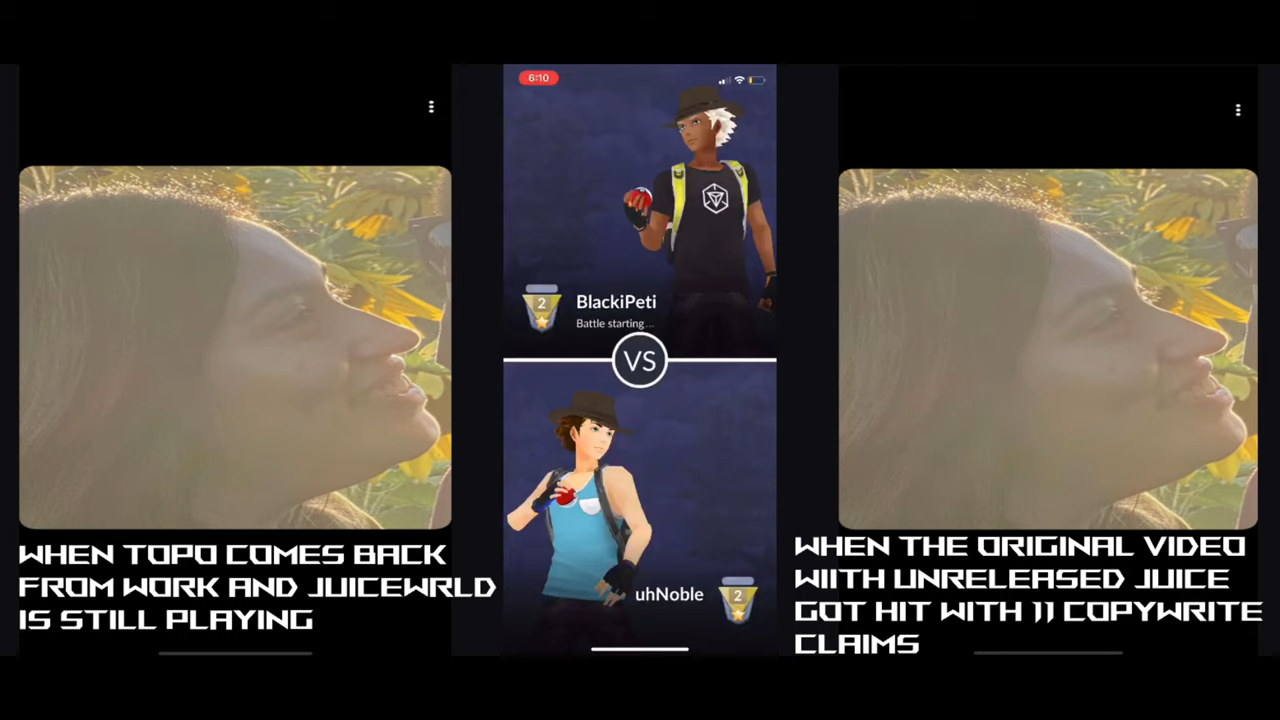 WHEN TOPO COMES BACK
FROM WORK AND JUICEWRLD
IS STILL PLAYING
6:10
2
BlackiPeti
Battle starting...
VS
uhNoble
2
WHEN THE ORIGINAL VIDEO
WIITH UNRELEASED JUICE
GOT HIT WITH 11 COPYWRITE
CLAIMS